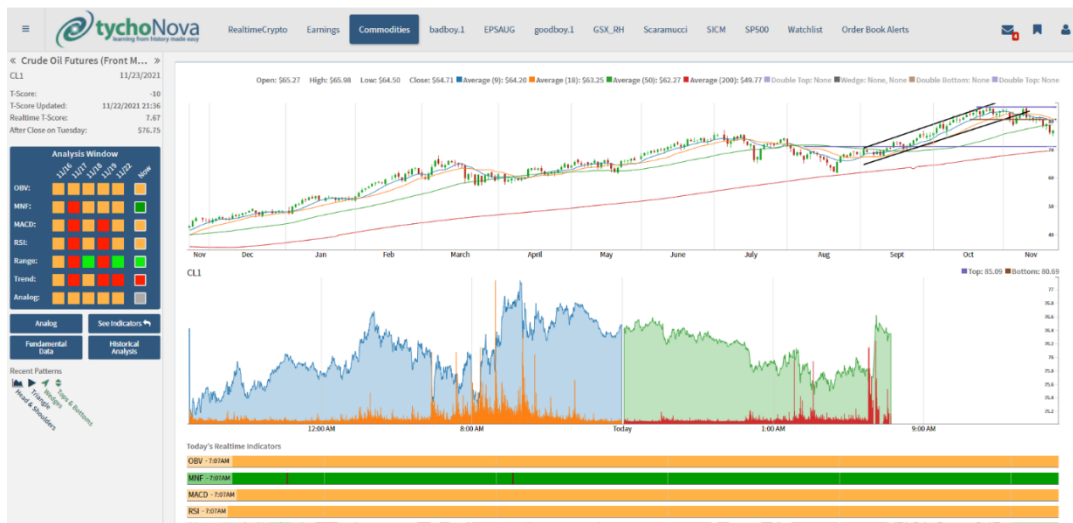 tychoNova
learning from history made easy
RealtimeCrypto Earnings Commodities badboy.1 EPSAUG goodboy.1 GSX_RH Scaramucci SICM SP500 Watchlist Order Book Alerts
4
« Crude Oil Futures (Front M... »
CL1 11/23/2021
T-Score: -10
T-Score Updated: 11/22/2021 21:36
Realtime T-Score: 7.67
After Close on Tuesday: $76.75
Analysis Window
11/16 11/17 11/18 11/19 11/22 Now
OBV:
MNF:
MACD:
RSI:
Range:
Trend:
Analog:
Analog See Indicators
Fundamental Data Historical Analysis
Recent Patterns
Head & Shoulders
Triangle
Wedges
Tops & Bottoms
Open: $65.27 High: $65.98 Low: $64.50 Close: $64.71 Average (9): $64.20 Average (18): $63.25 Average (50): $62.27 Average (200): $49.77 Double Top: None Wedge: None, None Double Bottom: None Double Top: None
70
60
50
40
Nov Dec Jan Feb March April May June July Aug Sept Oct Nov
CL1 Top: 85.09 Bottom: 80.69
77
76
12:00 AM 8:00 AM Today 1:00 AM 9:00 AM
Today's Realtime Indicators
OBV - 7:07AM
MNF - 7:07AM
MACD - 7:07AM
RSI - 7:07AM